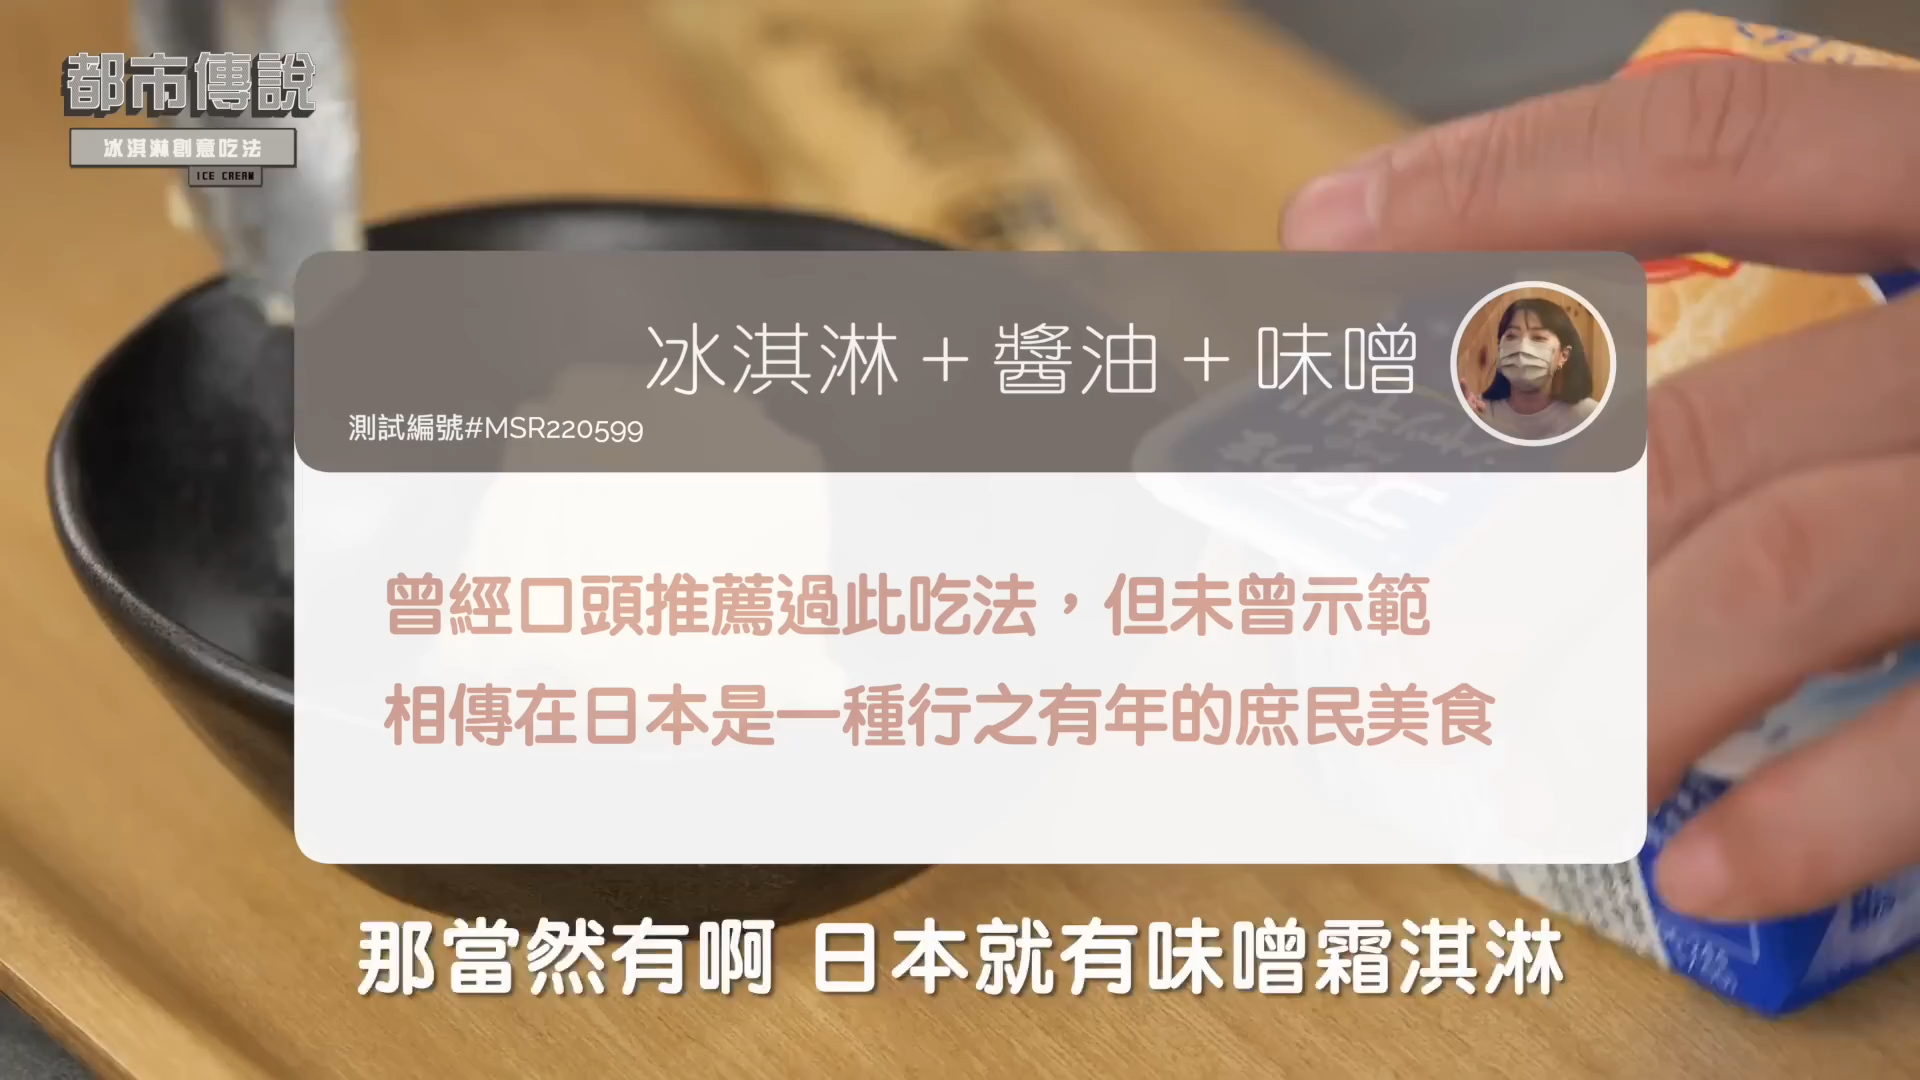 都市傳說
冰淇淋創意吃法
ICE CREAM
冰淇淋+醬油+味噌
測試編號#MSR220599
曾經口頭推薦過此吃法，但未曾示範
相傳在日本是一種行之有年的庶民美食
那當然有啊 日本就有味噌霜淇淋